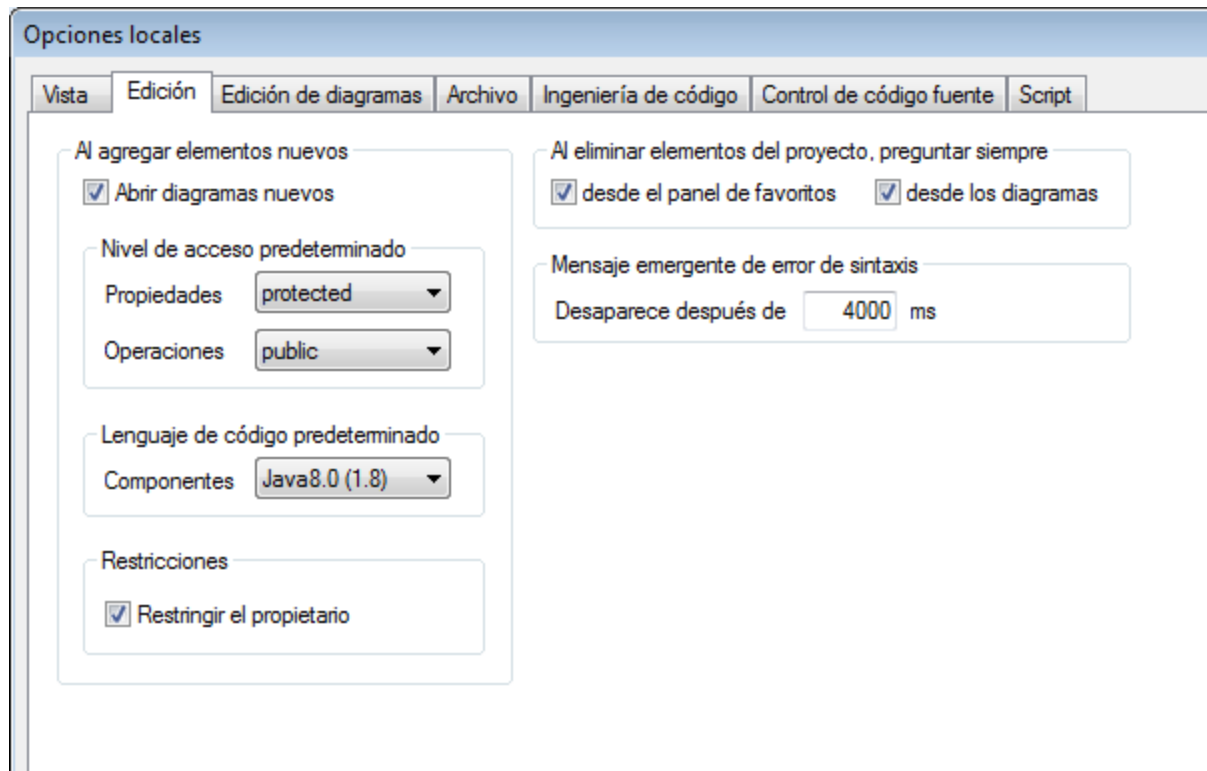 Opciones locales
Vista Edición Edición de diagramas Archivo Ingeniería de código Control de código fuente Script
Al agregar elementos nuevos
Abrir diagramas nuevos
Nivel de acceso predeterminado
Propiedades protected
Operaciones public
Lenguaje de código predeterminado
Componentes Java8.0 (1.8)
Restricciones
Restringir el propietario
Al eliminar elementos del proyecto, preguntar siempre
desde el panel de favoritos desde los diagramas
Mensaje emergente de error de sintaxis
Desaparece después de 4000 ms